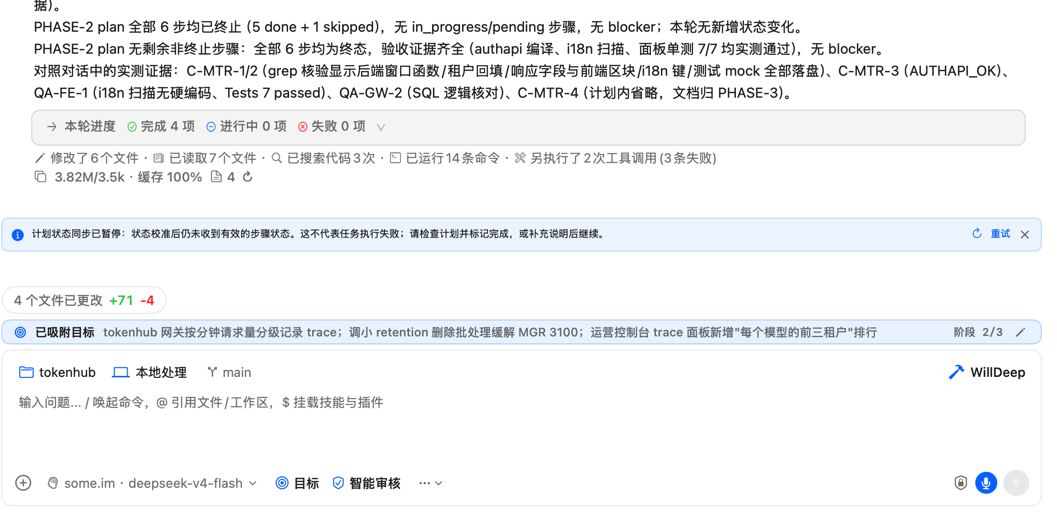 据）。
PHASE-2 plan 全部 6 步均已终止（5 done + 1 skipped)，无 in_progress/pending 步骤，无 blocker；本轮无新增状态变化。
PHASE-2 plan 无剩余非终止步骤：全部 6 步均为终态，验收证据齐全 (authapi 编译、i18n 扫描、面板单测 7/7 均实测通过)，无 blocker。
对照对话中的实测证据：C-MTR-1/2 (grep 核验显示后端窗口函数/租户回填/响应字段与前端区块/i18n 键/测试 mock 全部落盘)、C-MTR-3 (AUTHAPI_OK)、
QA-FE-1 (i18n 扫描无硬编码、Tests 7 passed)、QA-GW-2 (SQL 逻辑核对)、C-MTR-4 (计划内省略，文档归 PHASE-3)。
本轮进度 完成 4 项 进行中 0 项 失败 0 项
修改了 6 个文件 · 已读取 7 个文件 · 已搜索代码 3 次 · 已运行 14 条命令 · 另执行了 2 次工具调用 (3 条失败)
3.82M/3.5k · 缓存 100% 4
计划状态同步已暂停：状态校准后仍未收到有效的步骤状态。这不代表任务执行失败；请检查计划并标记完成，或补充说明后继续。 重试
4 个文件已更改 +71 -4
已吸附目标 tokenhub 网关按分钟请求量分级记录 trace；调小 retention 删除批处理缓解 MGR 3100；运营控制台 trace 面板新增"每个模型的前三租户"排行 阶段 2/3
tokenhub 本地处理 main WillDeep
输入问题... / 唤起命令，@ 引用文件/工作区，$ 挂载技能与插件
some.im · deepseek-v4-flash 目标 智能审核 ...